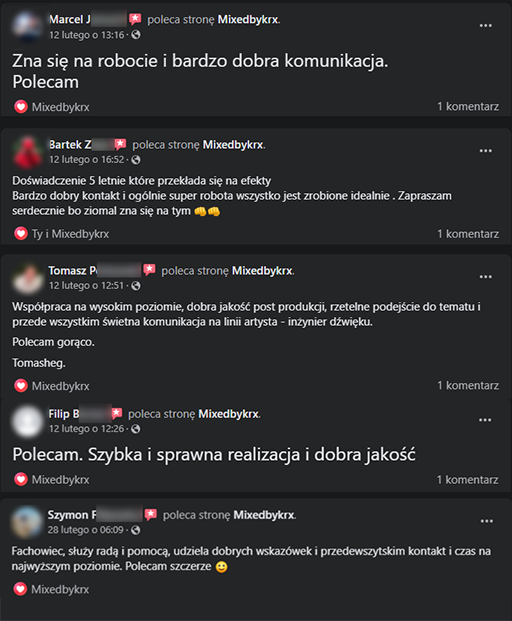 Marcel J poleca stronę Mixedbykrx.
12 lutego o 13:16 ·
Zna się na robocie i bardzo dobra komunikacja.
Polecam
Mixedbykrx 1 komentarz
Bartek Z poleca stronę Mixedbykrx.
12 lutego o 16:52 ·
Doświadczenie 5 letnie które przekłada się na efekty
Bardzo dobry kontakt i ogólnie super robota wszystko jest zrobione idealnie . Zapraszam
serdecznie bo ziomal zna się na tym 👊👊
Ty i Mixedbykrx 1 komentarz
Tomasz P poleca stronę Mixedbykrx.
12 lutego o 12:51 ·
Współpraca na wysokim poziomie, dobra jakość post produkcji, rzetelne podejście do tematu i
przede wszystkim świetna komunikacja na linii artysta - inżynier dźwięku.
Polecam gorąco.
Tomasheg.
Mixedbykrx 1 komentarz
Filip B poleca stronę Mixedbykrx.
12 lutego o 12:26 ·
Polecam. Szybka i sprawna realizacja i dobra jakość
Mixedbykrx 1 komentarz
Szymon P poleca stronę Mixedbykrx.
28 lutego o 06:09 ·
Fachowiec, służy radą i pomocą, udziela dobrych wskazówek i przedewszytskim kontakt i czas na
najwyższym poziomie. Polecam szczerze 😉
Mixedbykrx